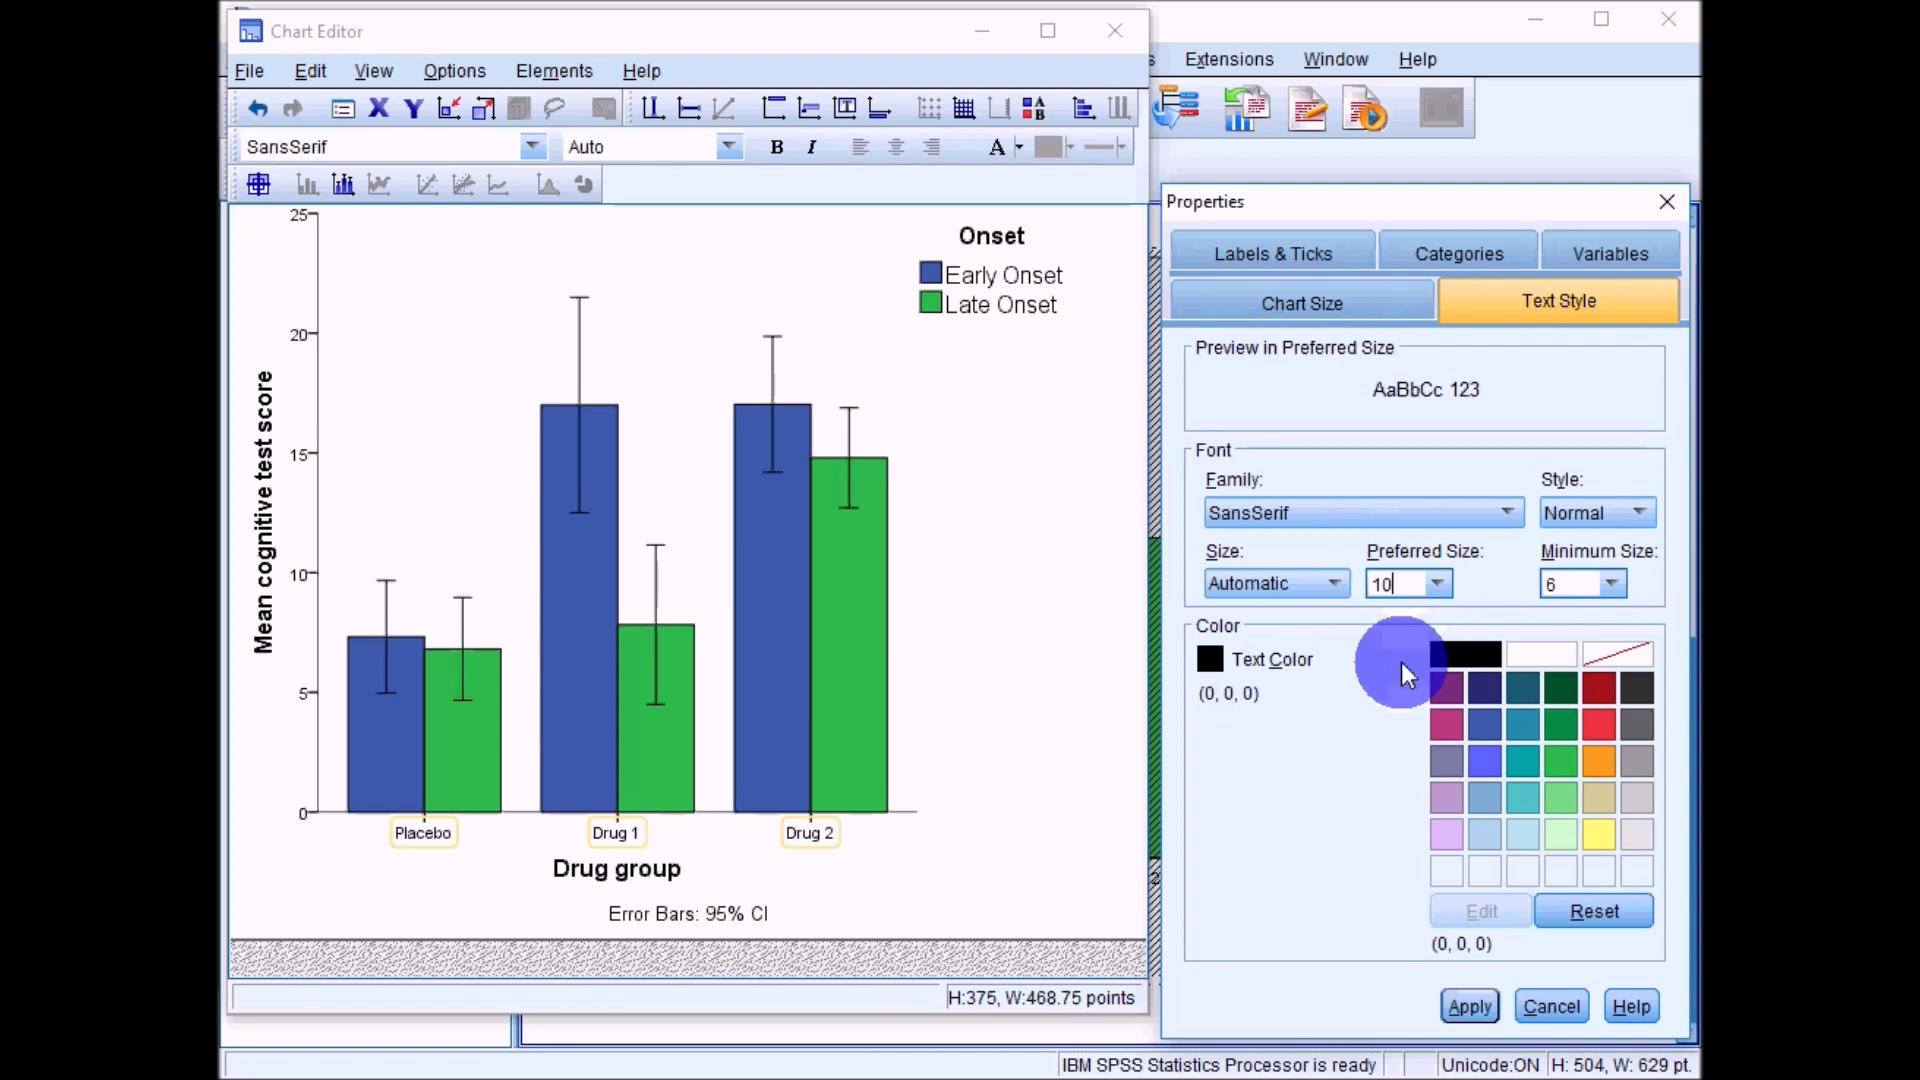 Chart Editor
File Edit View Options Elements Help
Extensions Window Help
X Y
SansSerif Auto B I A
25
20
15
10
5
0
Mean cognitive test score
Onset
Early Onset
Late Onset
Placebo Drug 1 Drug 2
Drug group
Error Bars: 95% CI
H:375, W:468.75 points
Properties
Labels & Ticks Categories Variables
Chart Size Text Style
Preview in Preferred Size
AaBbCc 123
Font
Family: Style:
SansSerif Normal
Size: Preferred Size: Minimum Size:
Automatic 10 6
Color
Text Color
(0, 0, 0)
Edit Reset
(0, 0, 0)
Apply Cancel Help
IBM SPSS Statistics Processor is ready Unicode:ON H: 504, W: 629 pt.